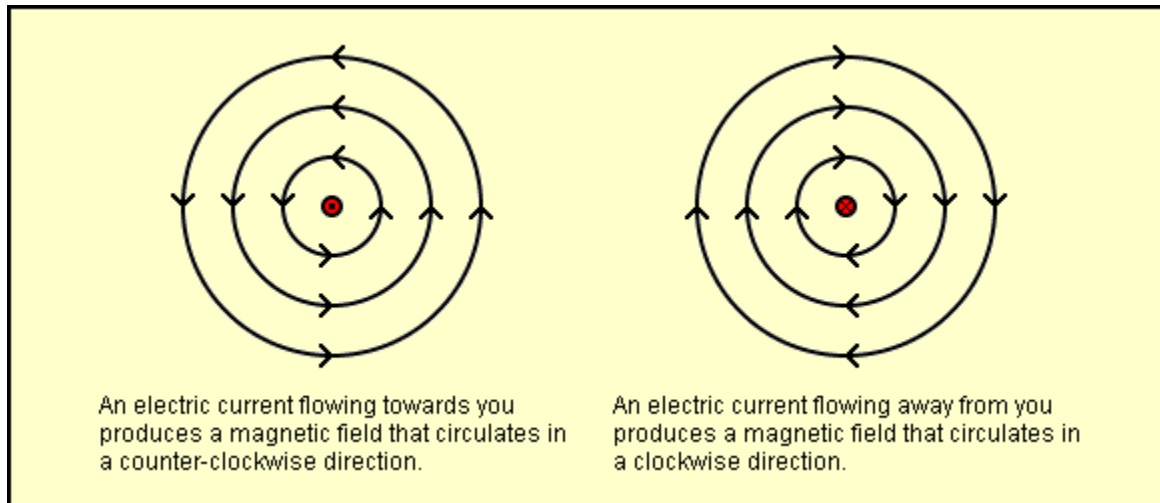 An electric current flowing towards you
produces a magnetic field that circulates in
a counter-clockwise direction.
An electric current flowing away from you
produces a magnetic field that circulates in
a clockwise direction.